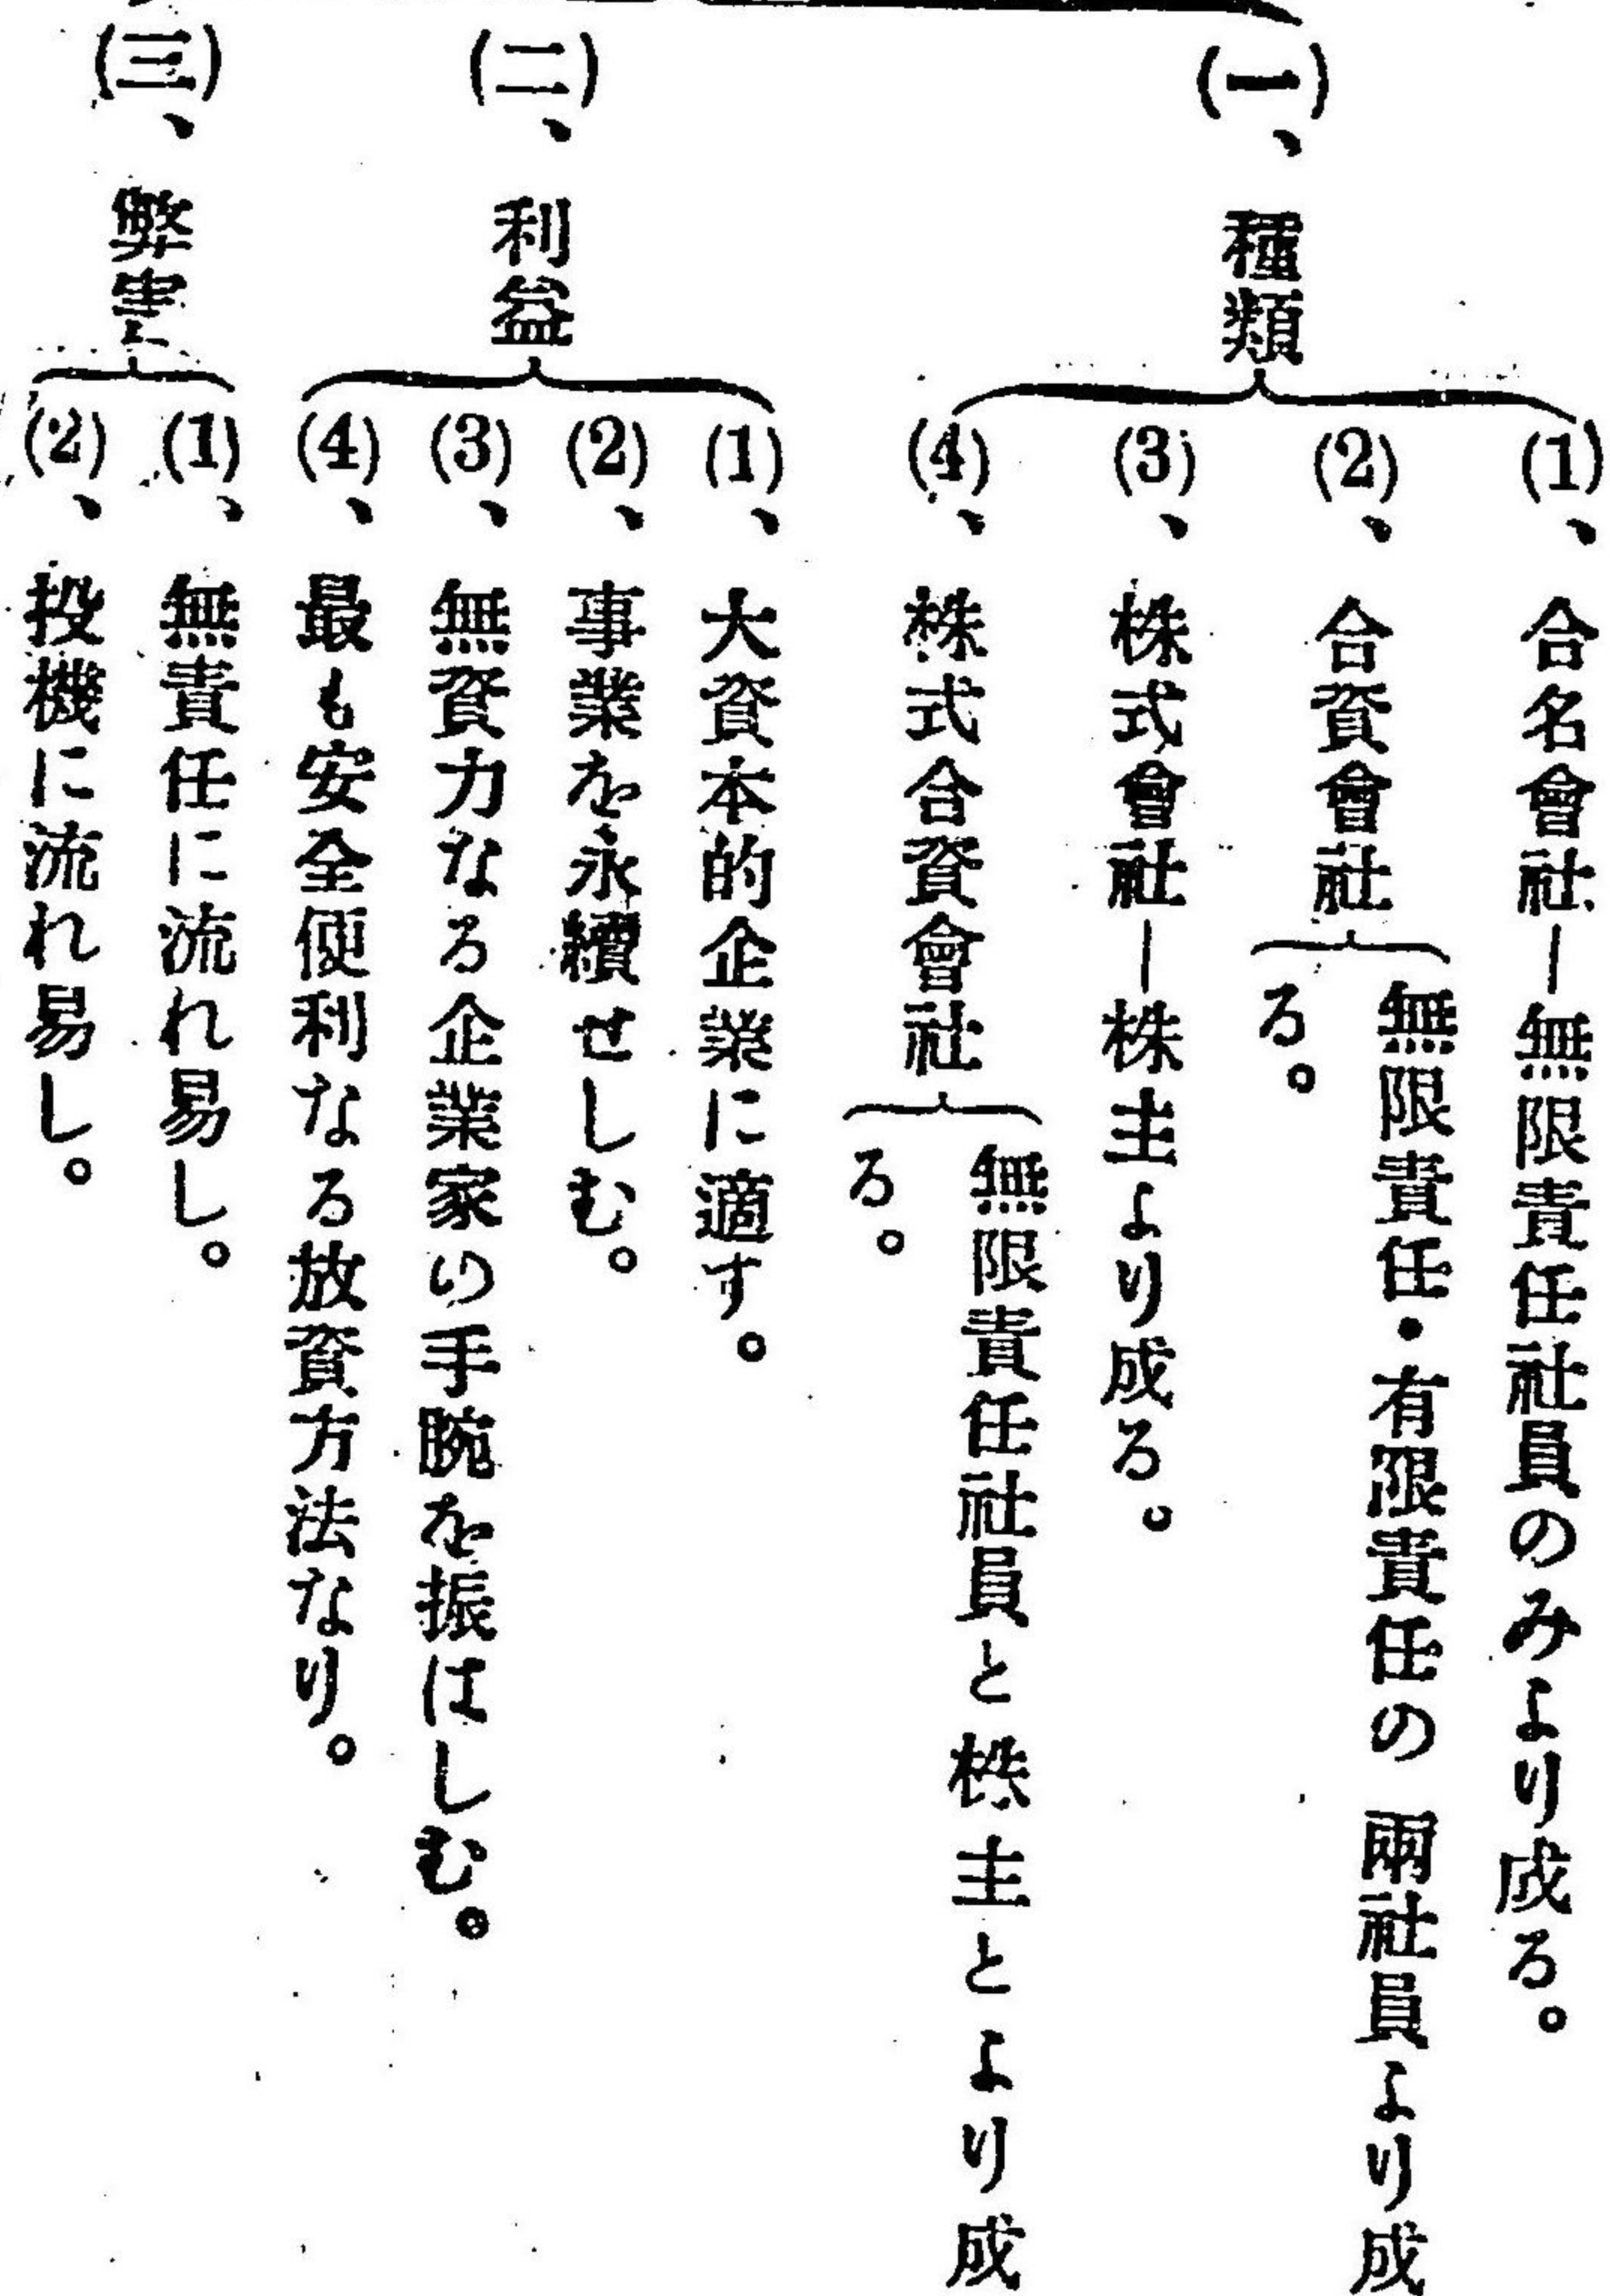 (一)、種類
(1)、合名會社―無限責任社員のみより成る。
(2)、合資會社
無限責任・有限責任の兩社員より成
る。
(3)、株式會社―株主より成る。
(4)、株式合資會社
無限責任社員と株主とより成
る。
(二)、利益
(1)、大資本的企業に適す。
(2)、事業を永續せしむ。
(3)、無資力なる企業家の手腕を振はしむ。
(4)、最も安全便利なる放資方法なり。
(三)、弊害
(1)、無責任に流れ易し。
(2)、投機に流れ易し。